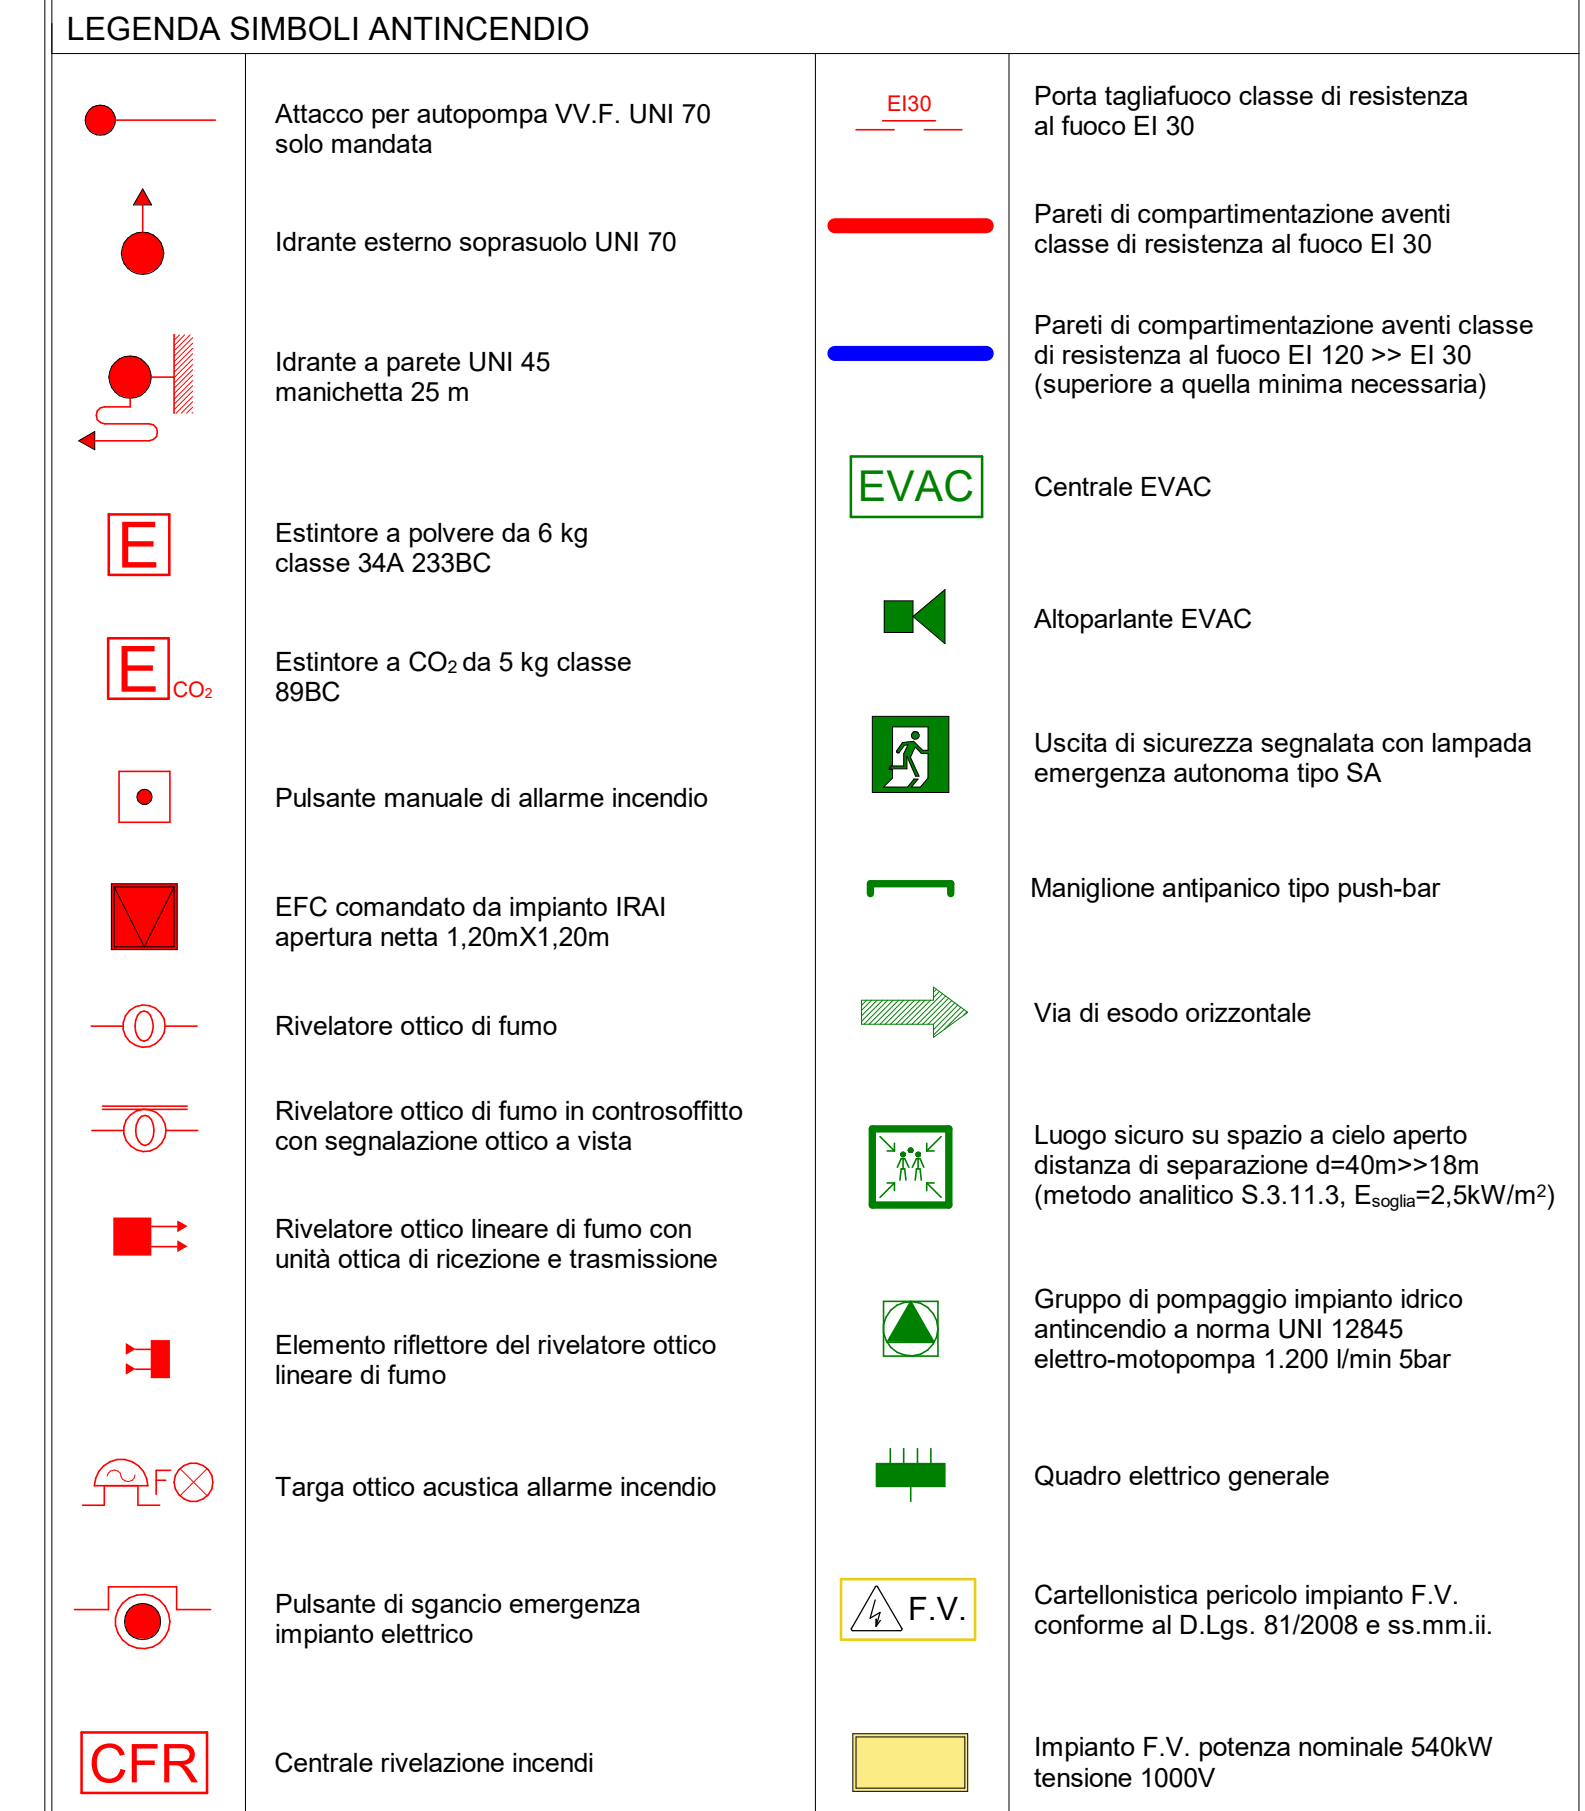 LEGENDA SIMBOLI ANTINCENDIO
Attacco per autopompa VV.F. UNI 70
solo mandata
Idrante esterno soprasuolo UNI 70
Idrante a parete UNI 45
manichetta 25 m
E
Estintore a polvere da 6 kg
classe 34A 233BC
E CO₂
Estintore a CO₂ da 5 kg classe
89BC
Pulsante manuale di allarme incendio
EFC comandato da impianto IRAI
apertura netta 1,20mX1,20m
Rivelatore ottico di fumo
Rivelatore ottico di fumo in controsoffitto
con segnalazione ottico a vista
Rivelatore ottico lineare di fumo con
unità ottica di ricezione e trasmissione
Elemento riflettore del rivelatore ottico
lineare di fumo
F
Targa ottico acustica allarme incendio
Pulsante di sgancio emergenza
impianto elettrico
CFR
Centrale rivelazione incendi
EI30
Porta tagliafuoco classe di resistenza
al fuoco EI 30
Pareti di compartimentazione aventi
classe di resistenza al fuoco EI 30
Pareti di compartimentazione aventi classe
di resistenza al fuoco EI 120 >> EI 30
(superiore a quella minima necessaria)
EVAC
Centrale EVAC
Altoparlante EVAC
Uscita di sicurezza segnalata con lampada
emergenza autonoma tipo SA
Maniglione antipanico tipo push-bar
Via di esodo orizzontale
Luogo sicuro su spazio a cielo aperto
distanza di separazione d=40m>>18m
(metodo analitico S.3.11.3, Esoglia=2,5kW/m²)
Gruppo di pompaggio impianto idrico
antincendio a norma UNI 12845
elettro-motopompa 1.200 l/min 5bar
Quadro elettrico generale
F.V.
Cartellonistica pericolo impianto F.V.
conforme al D.Lgs. 81/2008 e ss.mm.ii.
Impianto F.V. potenza nominale 540kW
tensione 1000V